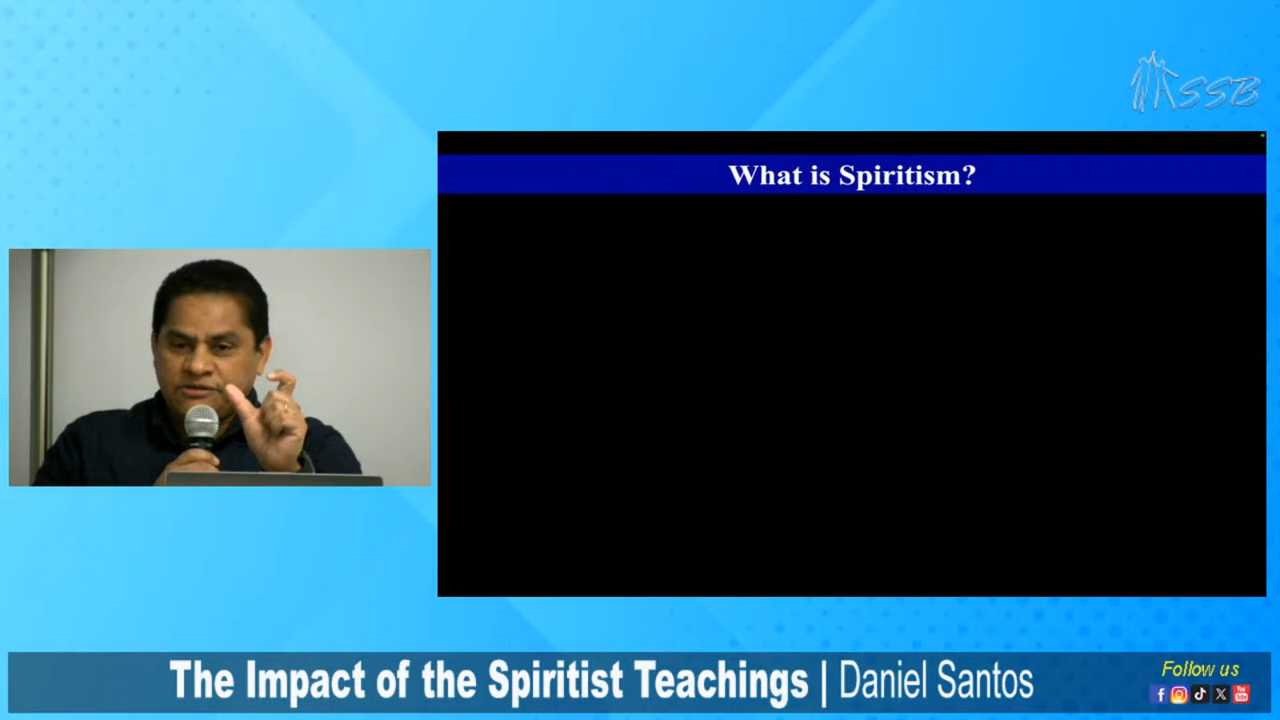 SSB
What is Spiritism?
The Impact of the Spiritist Teachings | Daniel Santos
Follow us